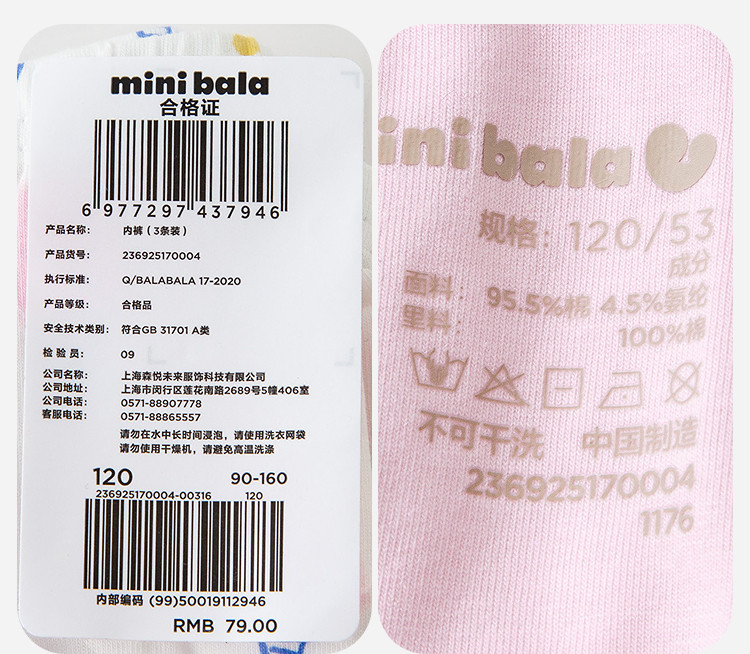 mini bala
合格证
6 977297 437946
产品名称: 内裤（3条装）
产品货号: 236925170004
执行标准: Q/BALABALA 17-2020
产品等级: 合格品
安全技术类别: 符合GB 31701 A类
检 验 员: 09
公司名称: 上海森悦未来服饰科技有限公司
公司地址: 上海市闵行区莲花南路2689号5幢406室
公司电话: 0571-88907778
客服电话: 0571-88865557
请勿在水中长时间浸泡，请使用洗衣网袋
请勿使用干燥机，请避免高温洗涤
120 90-160
236925170004-00316 120
内部编码 (99)50019112946
RMB 79.00
ini bala
规格: 120/53
成分
面料: 95.5%棉 4.5%氨纶
里料: 100%棉
不可干洗 中国制造
236925170004
1176